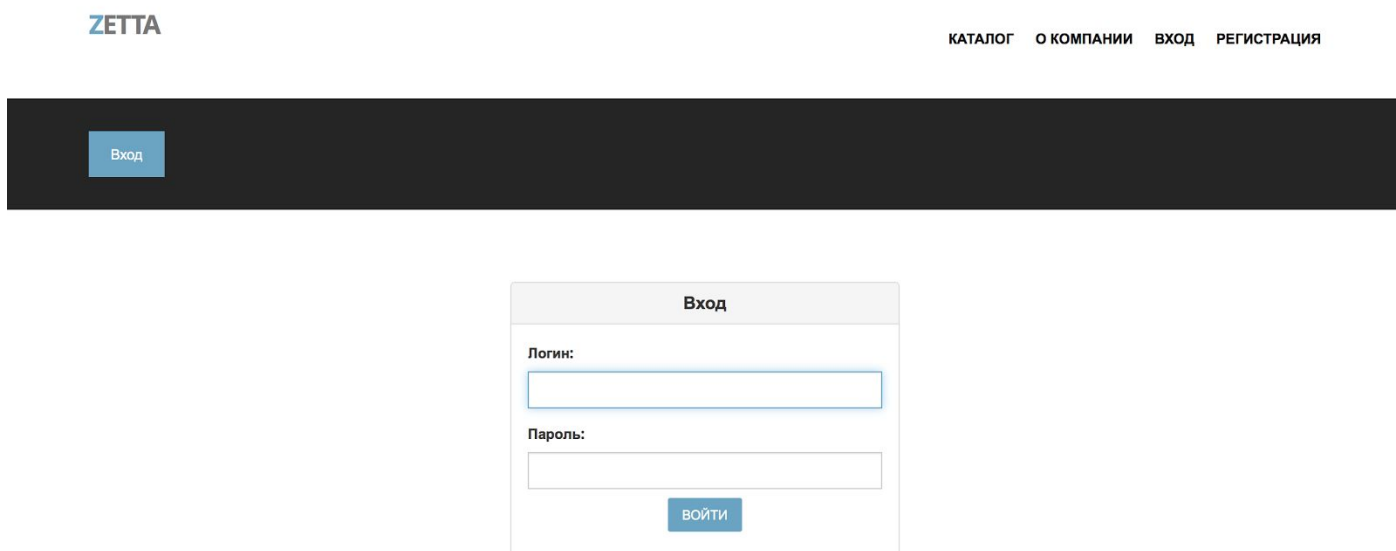 ZETTA
КАТАЛОГ О КОМПАНИИ ВХОД РЕГИСТРАЦИЯ
Вход
Вход
Логин:
Пароль:
ВОЙТИ